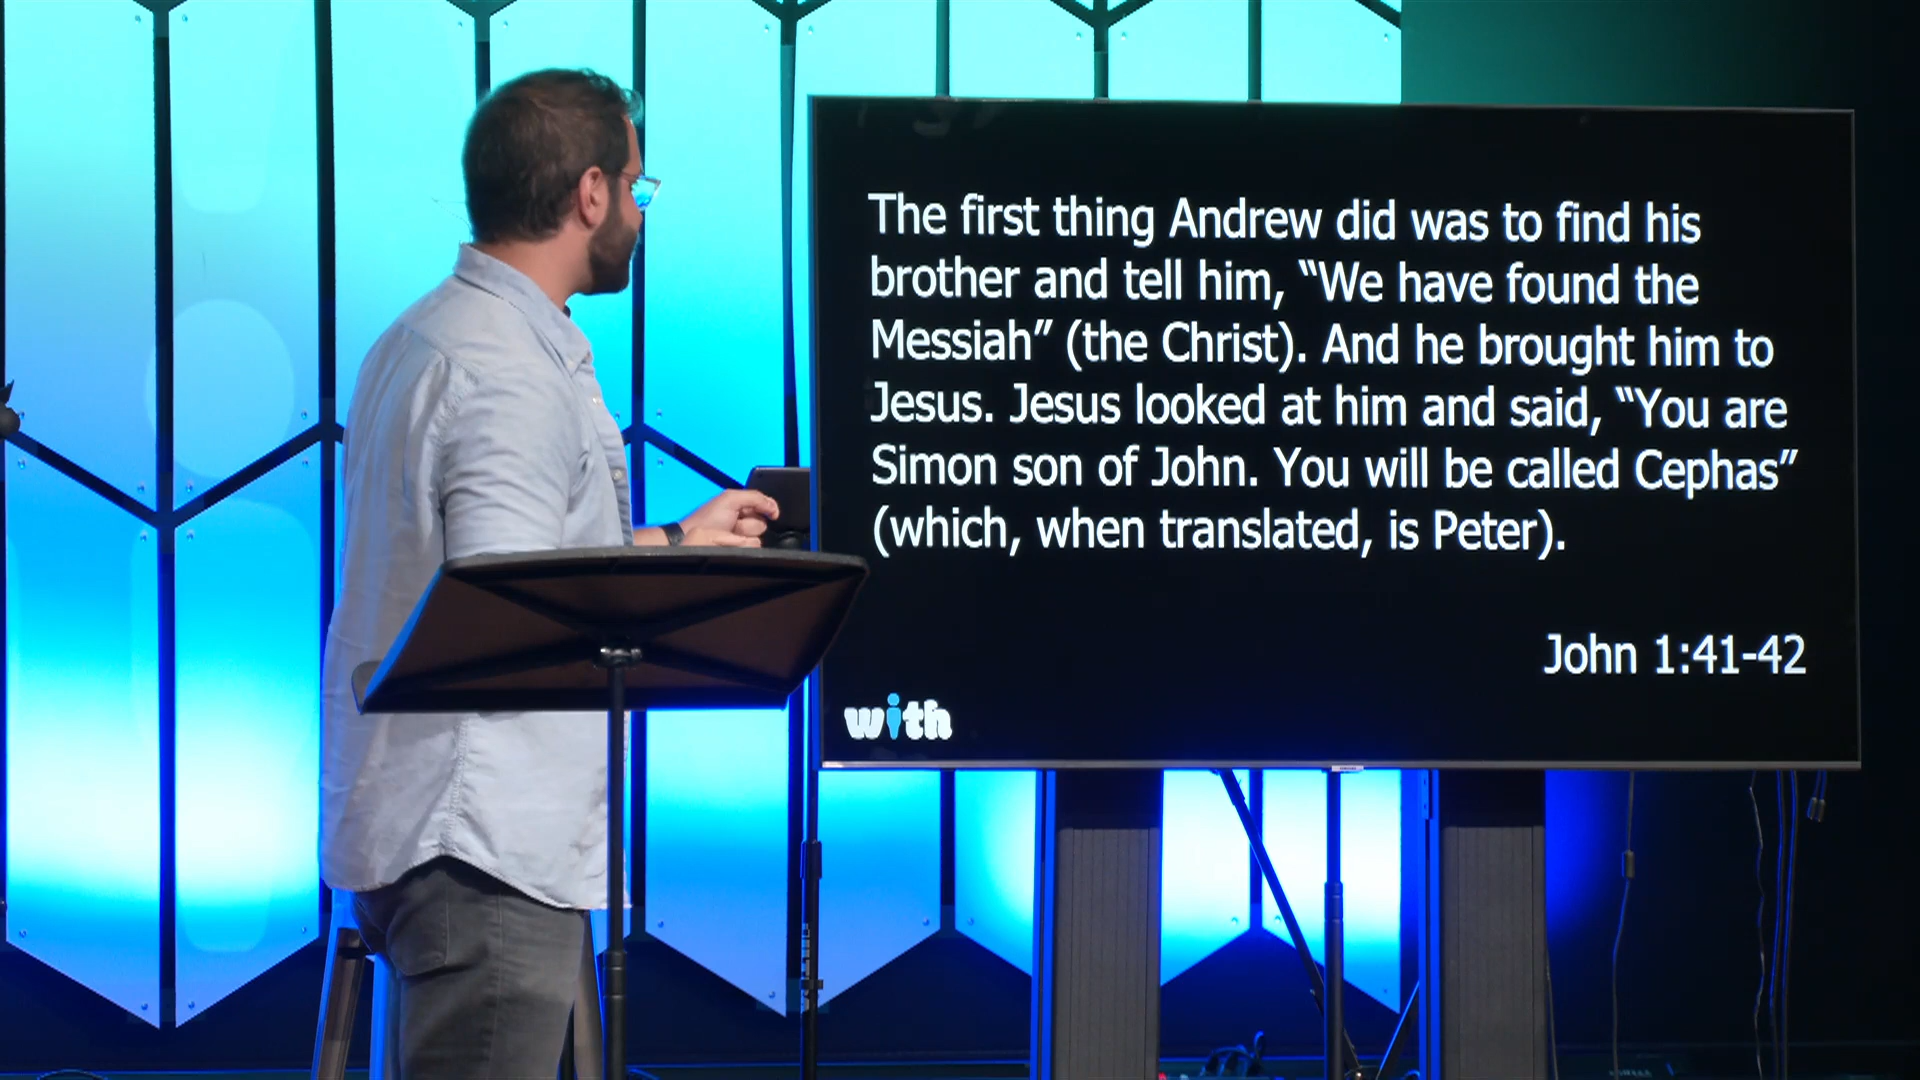 The first thing Andrew did was to find his
brother and tell him, “We have found the
Messiah” (the Christ). And he brought him to
Jesus. Jesus looked at him and said, “You are
Simon son of John. You will be called Cephas”
(which, when translated, is Peter).
John 1:41-42
with